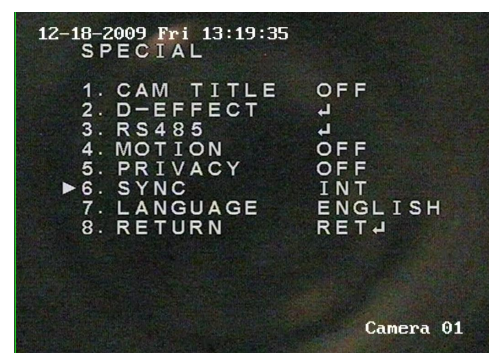 12-18-2009 Fri 13:19:35
SPECIAL
1. CAM TITLE OFF
2. D-EFFECT ↲
3. RS485 ↲
4. MOTION OFF
5. PRIVACY OFF
►6. SYNC INT
7. LANGUAGE ENGLISH
8. RETURN RET↲
Camera 01